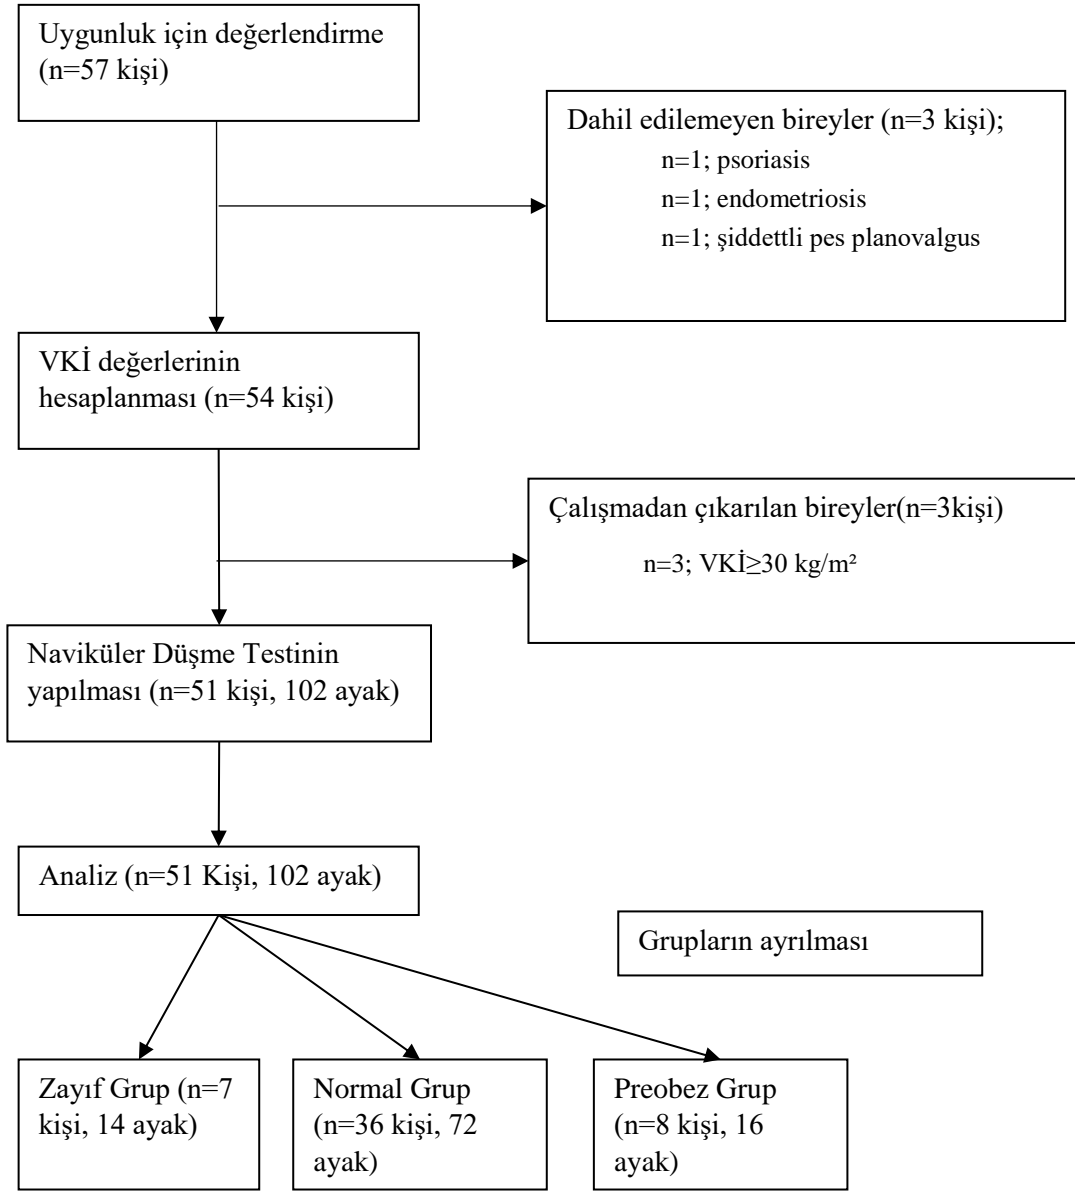 Uygunluk için değerlendirme
(n=57 kişi)
Dahil edilemeyen bireyler (n=3 kişi);
n=1; psoriasis
n=1; endometriosis
n=1; şiddettli pes planovalgus
VKİ değerlerinin
hesaplanması (n=54 kişi)
Çalışmadan çıkarılan bireyler(n=3kişi)
n=3; VKİ≥30 kg/m²
Naviküler Düşme Testinin
yapılması (n=51 kişi, 102 ayak)
Analiz (n=51 Kişi, 102 ayak)
Grupların ayrılması
Zayıf Grup (n=7
kişi, 14 ayak)
Normal Grup
(n=36 kişi, 72
ayak)
Preobez Grup
(n=8 kişi, 16
ayak)